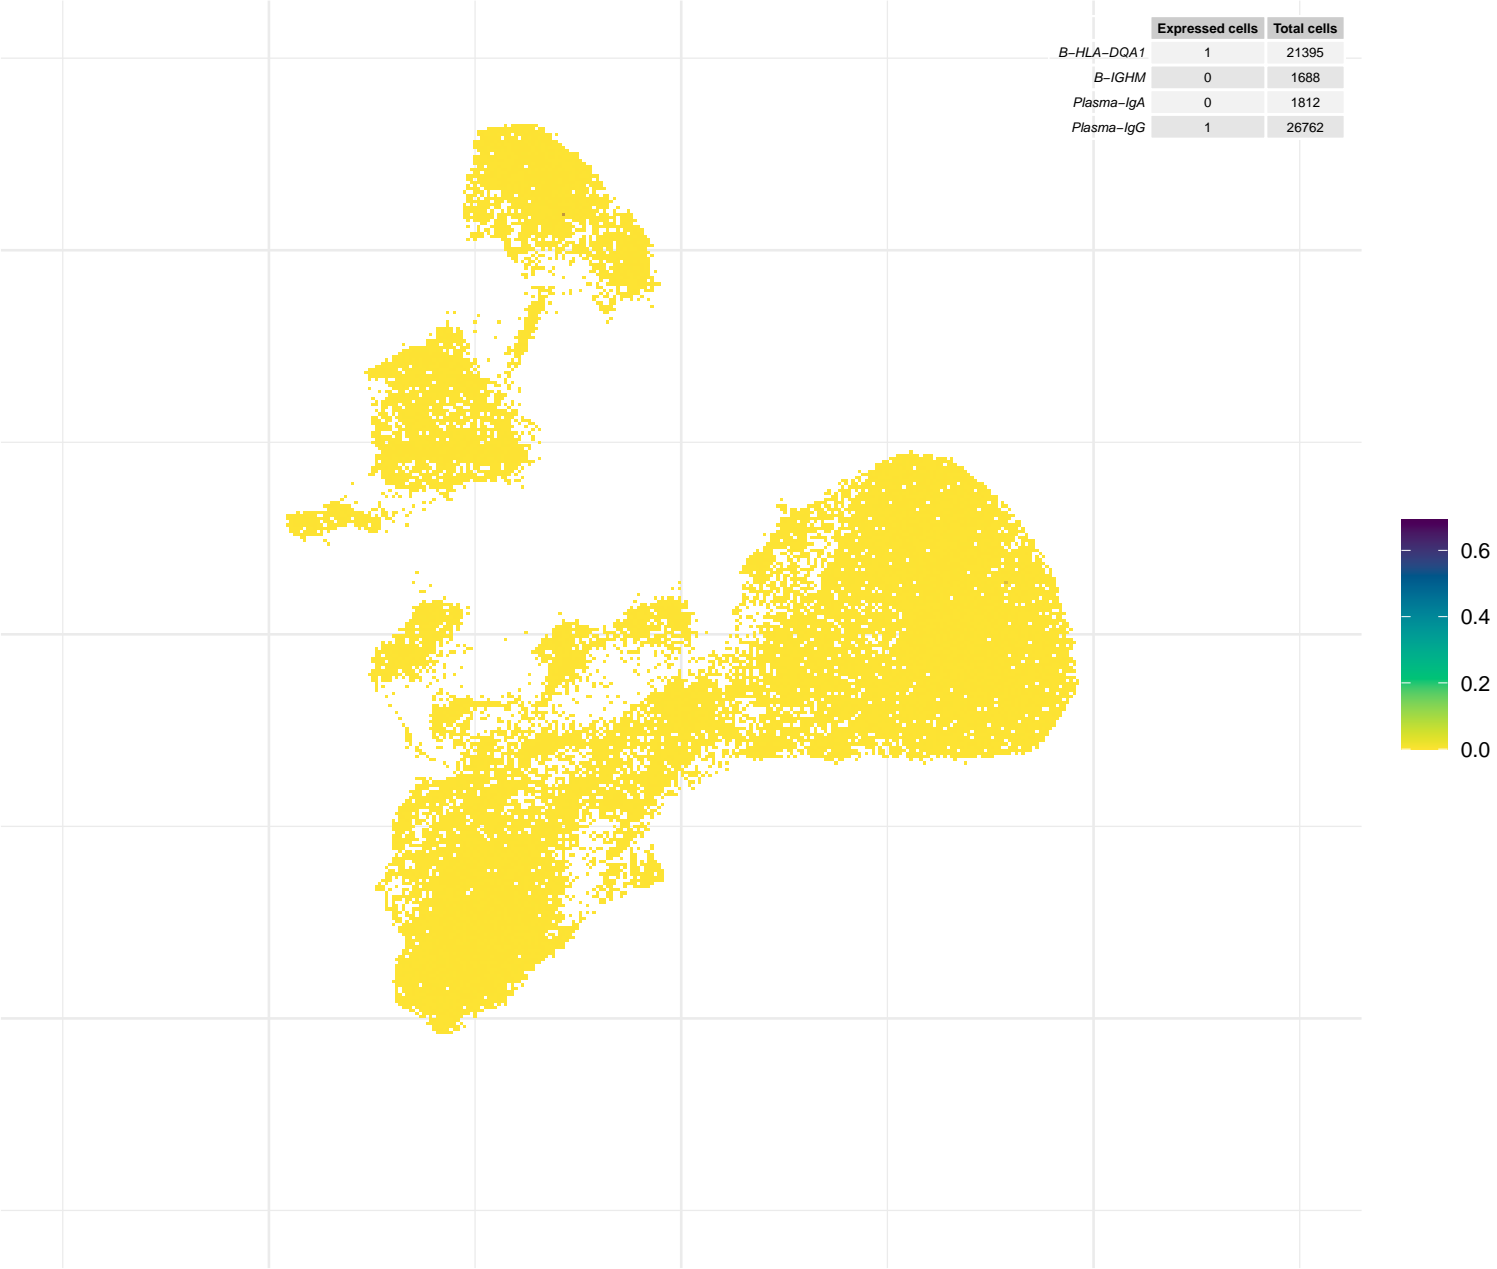 Expressed cells Total cells
B−HLA−DQA1 1 21395
B−IGHM 0 1688
Plasma−IgA 0 1812
Plasma−IgG 1 26762
0.6
0.4
0.2
0.0